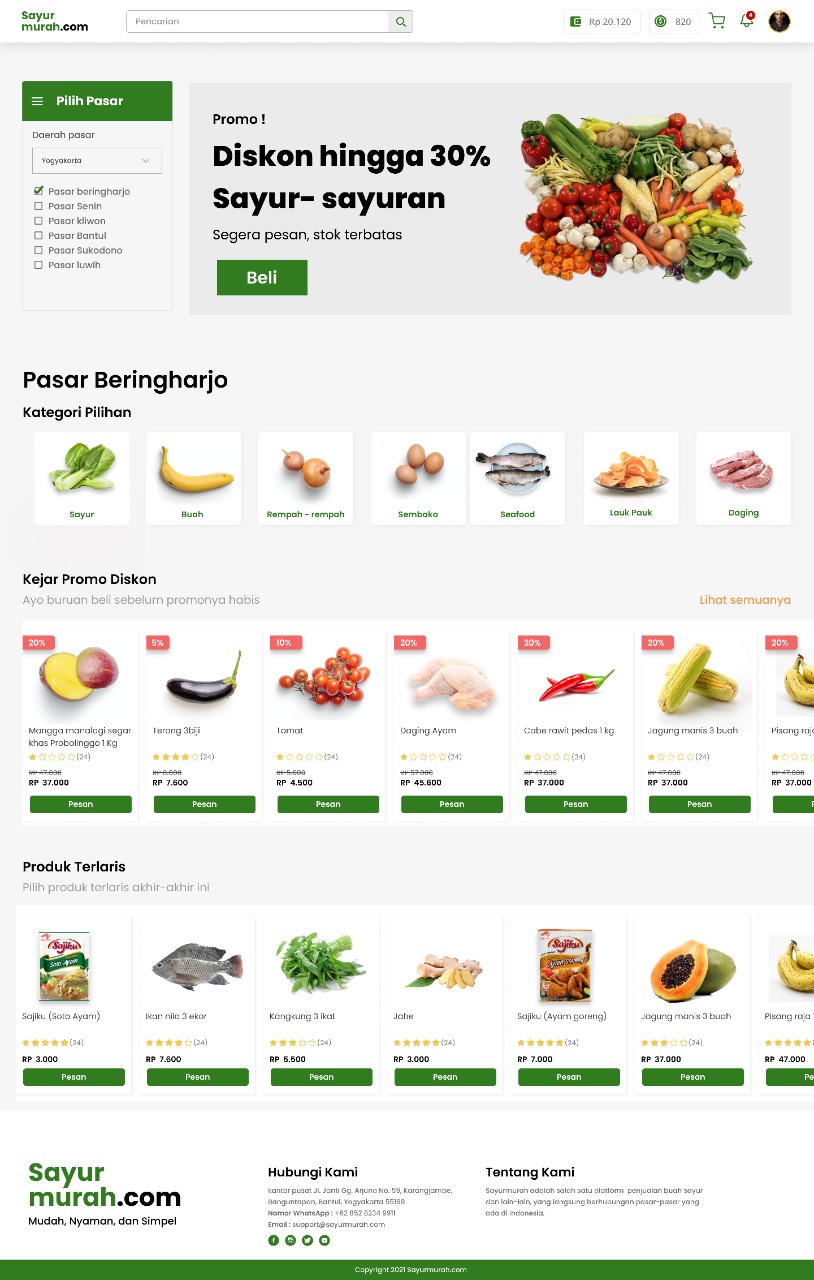 Sayur
murah.com
Pencarian
Rp 20.120
820
4
Pilih Pasar
Daerah pasar
Yogyakarta
Pasar beringharjo
Pasar Senin
Pasar kliwon
Pasar Bantul
Pasar Sukodono
Pasar luwih
Promo !
Diskon hingga 30%
Sayur- sayuran
Segera pesan, stok terbatas
Beli
Pasar Beringharjo
Kategori Pilihan
Sayur
Buah
Rempah - rempah
Sembako
Seafood
Lauk Pauk
Daging
Kejar Promo Diskon
Ayo buruan beli sebelum promonya habis
Lihat semuanya
20%
Mangga manalagi segar
khas Probolinggo 1 Kg
(24)
RP 47.000
RP 37.000
Pesan
5%
Terong 3biji
(24)
RP 8.000
RP 7.600
Pesan
10%
Tomat
(24)
RP 5.000
RP 4.500
Pesan
20%
Daging Ayam
(24)
RP 57.000
RP 45.600
Pesan
20%
Cabe rawit pedas 1 kg
(24)
RP 47.000
RP 37.000
Pesan
20%
Jagung manis 3 buah
(24)
RP 47.000
RP 37.000
Pesan
20%
Pisang raja
RP 47.000
RP 37.000
Pe
Produk Terlaris
Pilih produk terlaris akhir-akhir ini
Sajiku
Soto Ayam
Sajiku (Soto Ayam)
(24)
RP 3.000
Pesan
Ikan nila 3 ekor
(24)
RP 7.600
Pesan
Kangkung 3 ikat
(24)
RP 5.500
Pesan
Jahe
(24)
RP 3.000
Pesan
Sajiku
Ayam Goreng
Sajiku (Ayam goreng)
(24)
RP 7.000
Pesan
Jagung manis 3 buah
(24)
RP 37.000
Pesan
Pisang raja 1
(24)
RP 47.000
Pe
Sayur
murah.com
Mudah, Nyaman, dan Simpel
Hubungi Kami
kantor pusat Jl. Janti Gg. Arjuna No. 59, Karangjambe,
Banguntapan, Bantul, Yogyakarta 55198
Nomor WhatsApp : +62 852 8234 9911
Email : support@sayurmurah.com
Tentang Kami
Sayurmurah adalah salah satu platform penjualan buah sayur
dan lain-lain, yang langsung berhubungan pasar-pasar yang
ada di Indonesia.
Copyright 2021 Sayurmurah.com